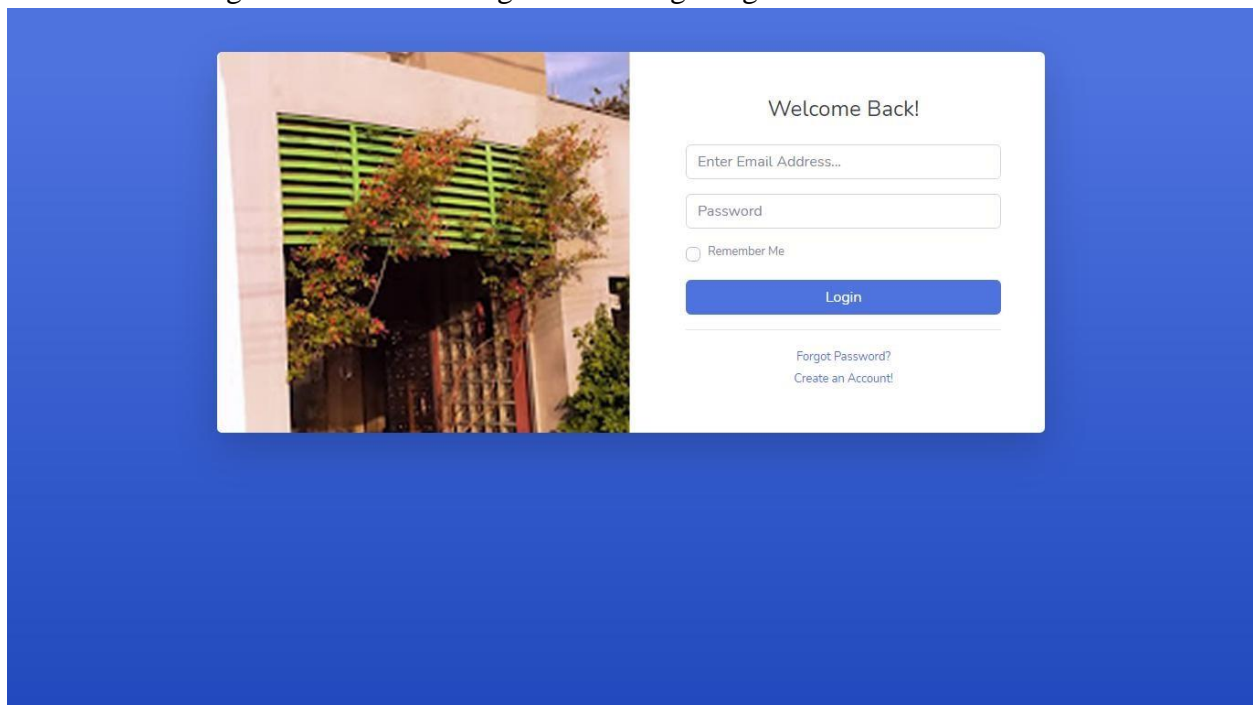 Welcome Back!
Enter Email Address...
Password
Remember Me
Login
Forgot Password?
Create an Account!